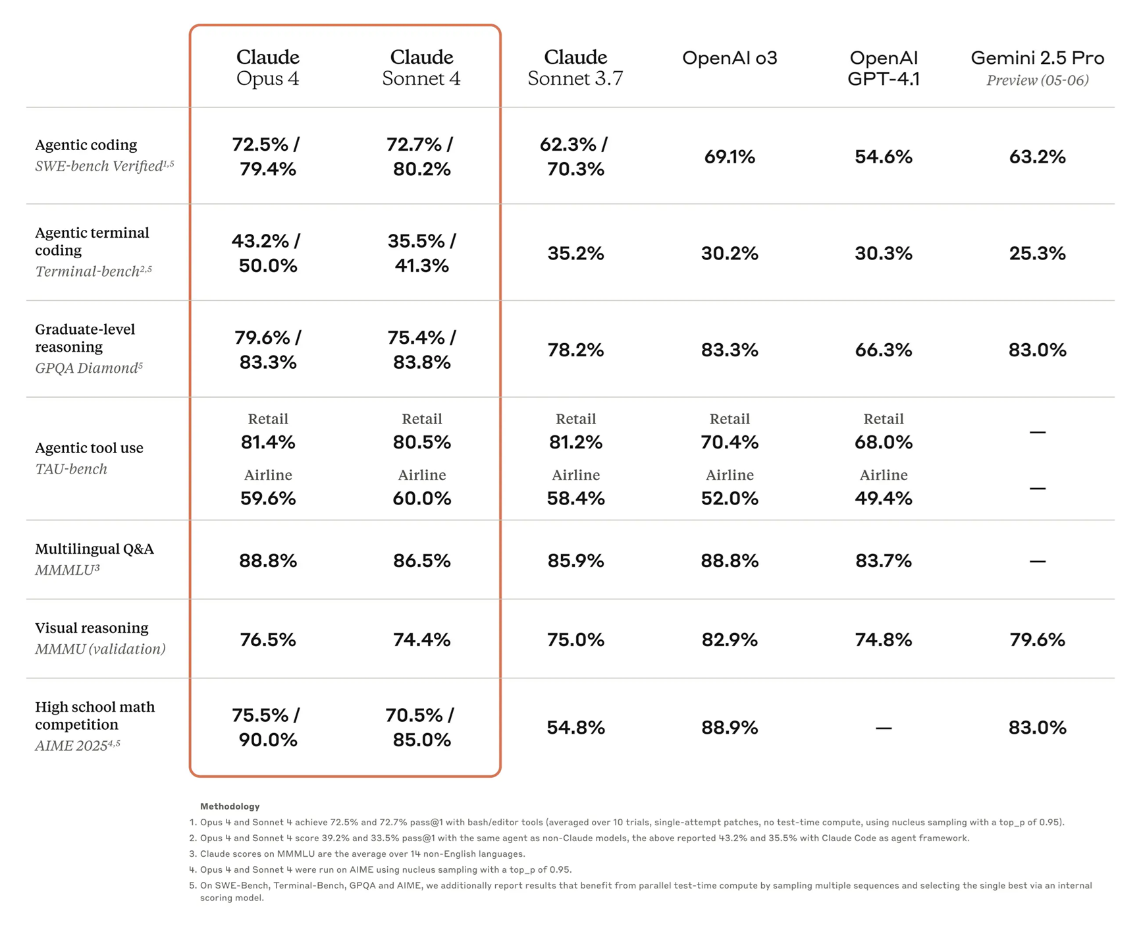 Claude Opus 4
Claude Sonnet 4
Claude Sonnet 3.7
OpenAI o3
OpenAI GPT-4.1
Gemini 2.5 Pro
Preview (05-06)
Agentic coding
SWE-bench Verified¹,⁵
72.5% / 79.4%
72.7% / 80.2%
62.3% / 70.3%
69.1%
54.6%
63.2%
Agentic terminal coding
Terminal-bench²,⁵
43.2% / 50.0%
35.5% / 41.3%
35.2%
30.2%
30.3%
25.3%
Graduate-level reasoning
GPQA Diamond⁵
79.6% / 83.3%
75.4% / 83.8%
78.2%
83.3%
66.3%
83.0%
Agentic tool use
TAU-bench
Retail
81.4%
Retail
80.5%
Retail
81.2%
Retail
70.4%
Retail
68.0%
—
Airline
59.6%
Airline
60.0%
Airline
58.4%
Airline
52.0%
Airline
49.4%
—
Multilingual Q&A
MMMLU³
88.8%
86.5%
85.9%
88.8%
83.7%
—
Visual reasoning
MMMU (validation)
76.5%
74.4%
75.0%
82.9%
74.8%
79.6%
High school math competition
AIME 2025⁴,⁵
75.5% / 90.0%
70.5% / 85.0%
54.8%
88.9%
—
83.0%
Methodology
1. Opus 4 and Sonnet 4 achieve 72.5% and 72.7% pass@1 with bash/editor tools (averaged over 10 trials, single-attempt patches, no test-time compute, using nucleus sampling with a top_p of 0.95).
2. Opus 4 and Sonnet 4 score 39.2% and 33.5% pass@1 with the same agent as non-Claude models, the above reported 43.2% and 35.5% with Claude Code as agent framework.
3. Claude scores on MMMLU are the average over 14 non-English languages.
4. Opus 4 and Sonnet 4 were run on AIME using nucleus sampling with a top_p of 0.95.
5. On SWE-Bench, Terminal-Bench, GPQA and AIME, we additionally report results that benefit from parallel test-time compute by sampling multiple sequences and selecting the single best via an internal
scoring model.